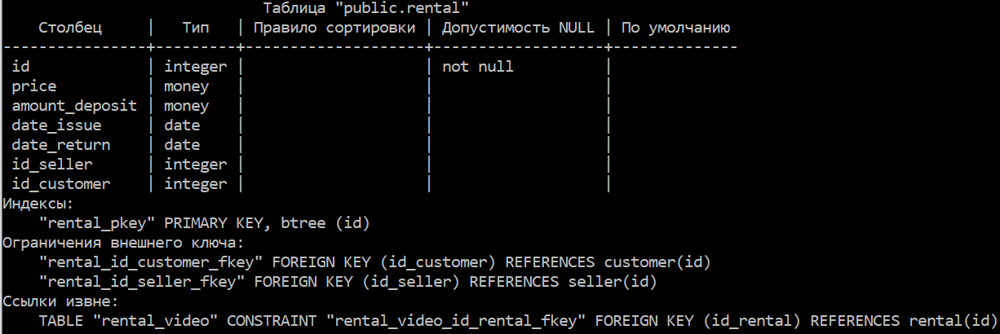 Таблица "public.rental"
Столбец | Тип | Правило сортировки | Допустимость NULL | По умолчанию
----------------+---------+--------------------+-------------------+--------------
id | integer | | not null |
price | money | | |
amount_deposit | money | | |
date_issue | date | | |
date_return | date | | |
id_seller | integer | | |
id_customer | integer | | |
Индексы:
"rental_pkey" PRIMARY KEY, btree (id)
Ограничения внешнего ключа:
"rental_id_customer_fkey" FOREIGN KEY (id_customer) REFERENCES customer(id)
"rental_id_seller_fkey" FOREIGN KEY (id_seller) REFERENCES seller(id)
Ссылки извне:
TABLE "rental_video" CONSTRAINT "rental_video_id_rental_fkey" FOREIGN KEY (id_rental) REFERENCES rental(id)